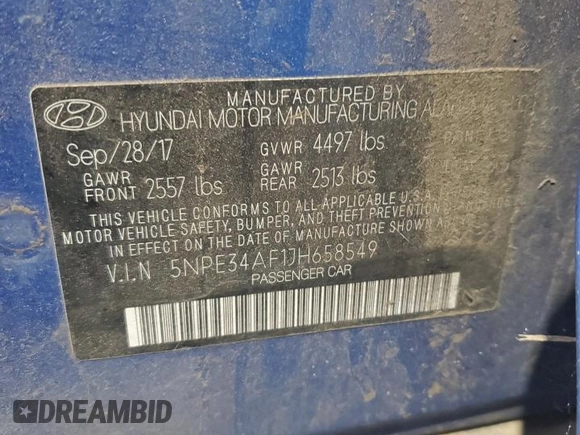 MANUFACTURED BY
HYUNDAI MOTOR MANUFACTURING
Sep/28/17
GVWR 4497 lbs
GAWR FRONT 2557 lbs
GAWR REAR 2513 lbs
THIS VEHICLE CONFORMS TO ALL APPLICABLE U.S.A.
MOTOR VEHICLE SAFETY, BUMPER, AND THEFT PREVENTION
IN EFFECT ON THE DATE OF MANUFACTURE SHOWN
V.I.N 5NPE34AF1JH658549
PASSENGER CAR
DREAMBID